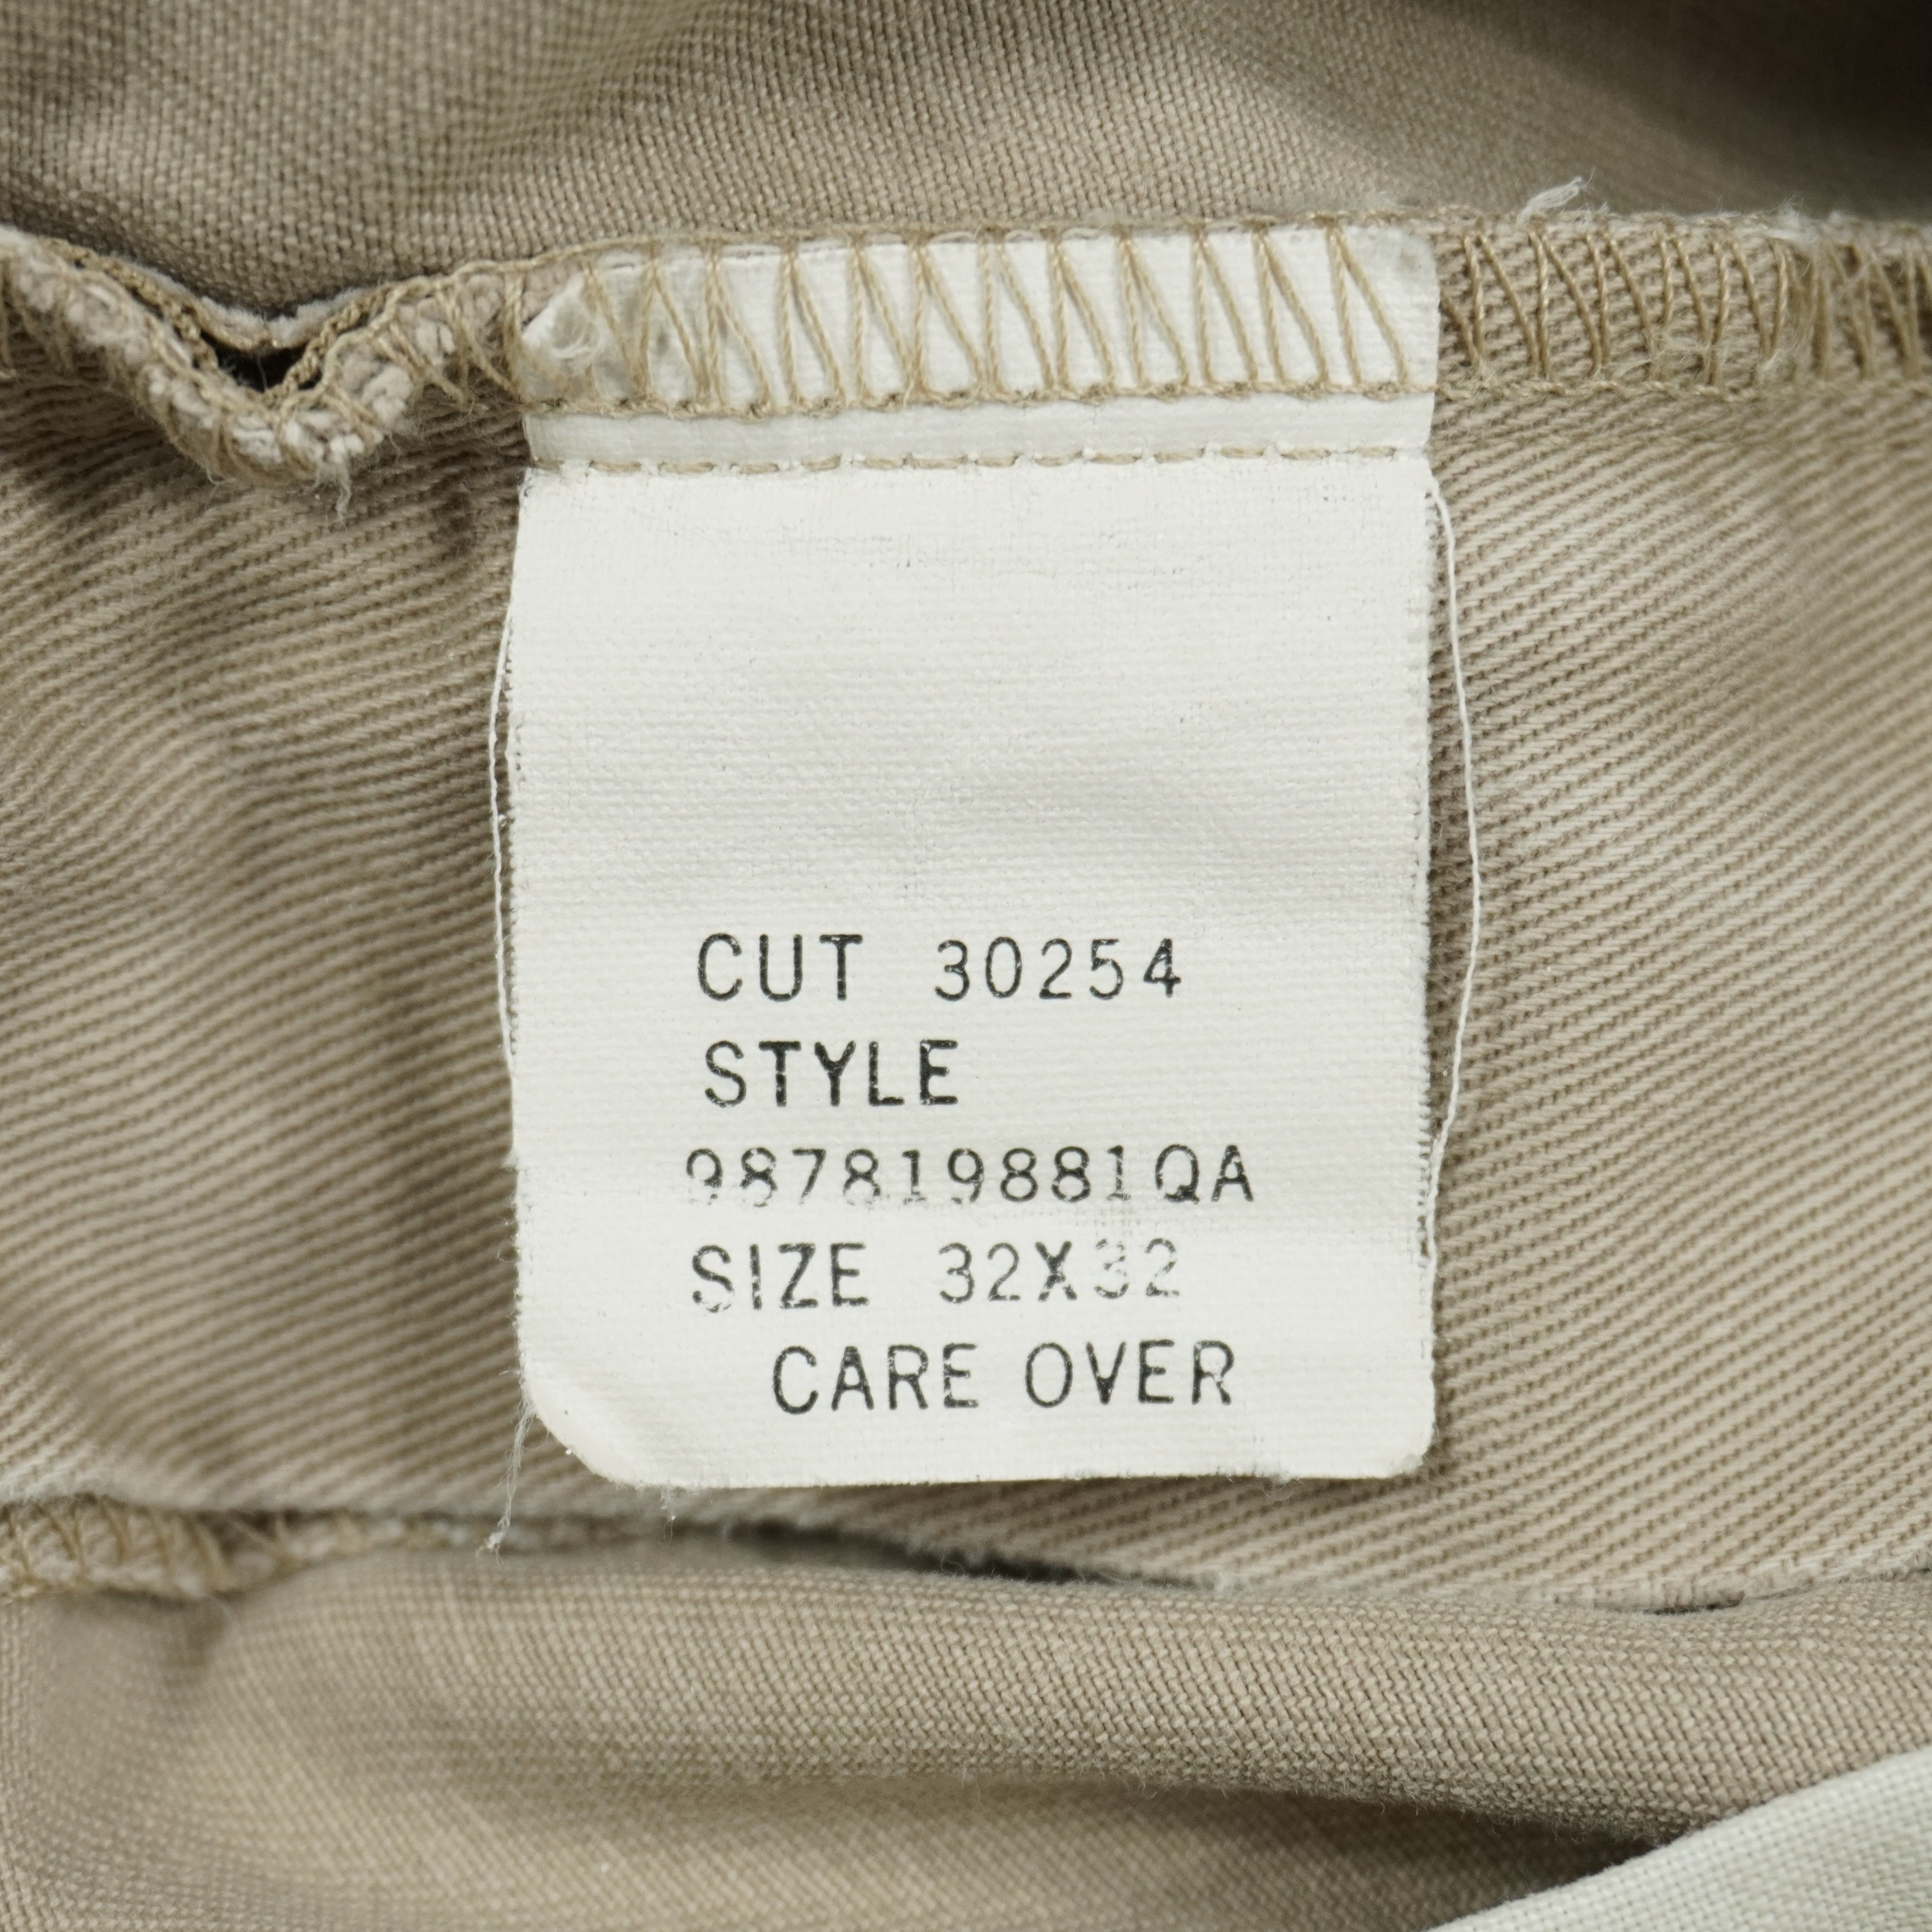 CUT 30254
STYLE
987819881QA
SIZE 32X32
CARE OVER